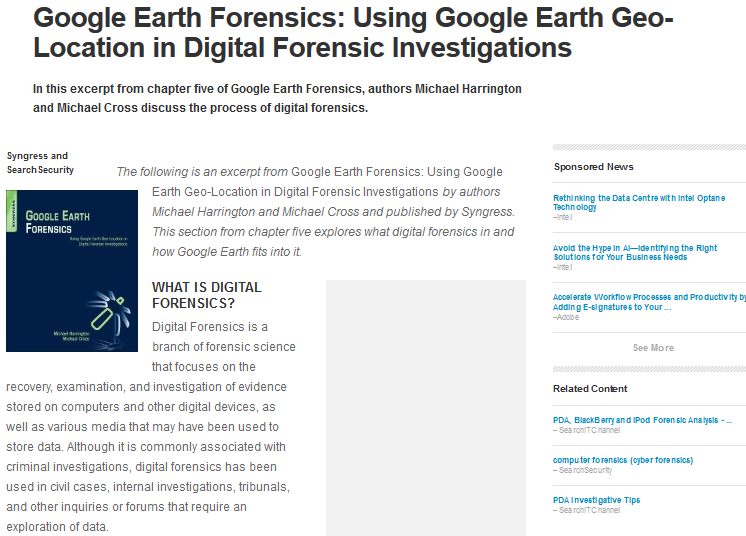 Google Earth Forensics: Using Google Earth Geo-
Location in Digital Forensic Investigations
In this excerpt from chapter five of Google Earth Forensics, authors Michael Harrington
and Michael Cross discuss the process of digital forensics.
Syngress and
SearchSecurity
The following is an excerpt from Google Earth Forensics: Using Google
Earth Geo-Location in Digital Forensic Investigations by authors
Michael Harrington and Michael Cross and published by Syngress.
This section from chapter five explores what digital forensics in and
how Google Earth fits into it.
SYNGRESS
GOOGLE EARTH
FORENSICS
Using Google Earth Geo-Location in
Digital Forensic Investigations
Michael Harrington
Michael Cross
WHAT IS DIGITAL
FORENSICS?
Digital Forensics is a
branch of forensic science
that focuses on the
recovery, examination, and investigation of evidence
stored on computers and other digital devices, as
well as various media that may have been used to
store data. Although it is commonly associated with
criminal investigations, digital forensics has been
used in civil cases, internal investigations, tribunals,
and other inquiries or forums that require an
exploration of data.
Sponsored News
Rethinking the Data Centre with Intel Optane
Technology
–Intel
Avoid the Hype in AI—Identifying the Right
Solutions for Your Business Needs
–Intel
Accelerate Workflow Processes and Productivity by
Adding E-signatures to Your ...
–Adobe
See More
Related Content
PDA, BlackBerry and iPod Forensic Analysis - ...
– SearchITChannel
computer forensics (cyber forensics)
– SearchSecurity
PDA Investigative Tips
– SearchITChannel